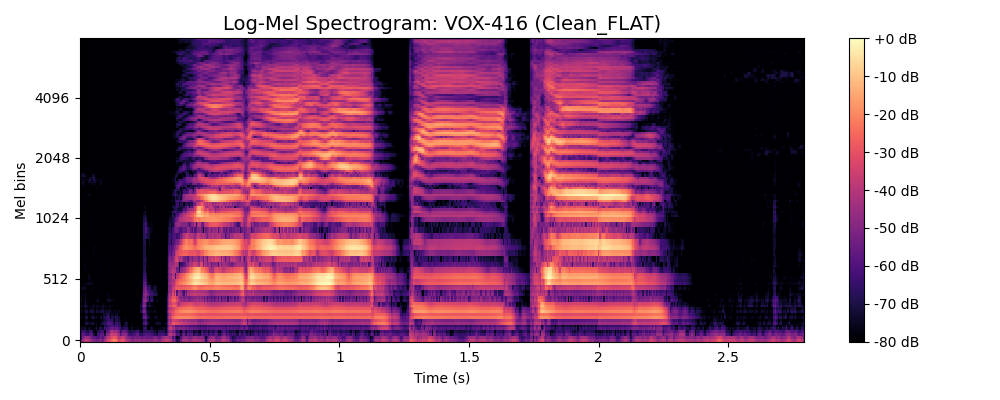 Log-Mel Spectrogram: VOX-416 (Clean_FLAT)
Mel bins
4096
2048
1024
512
0
0
0.5
1
1.5
2
2.5
Time (s)
+0 dB
-10 dB
-20 dB
-30 dB
-40 dB
-50 dB
-60 dB
-70 dB
-80 dB